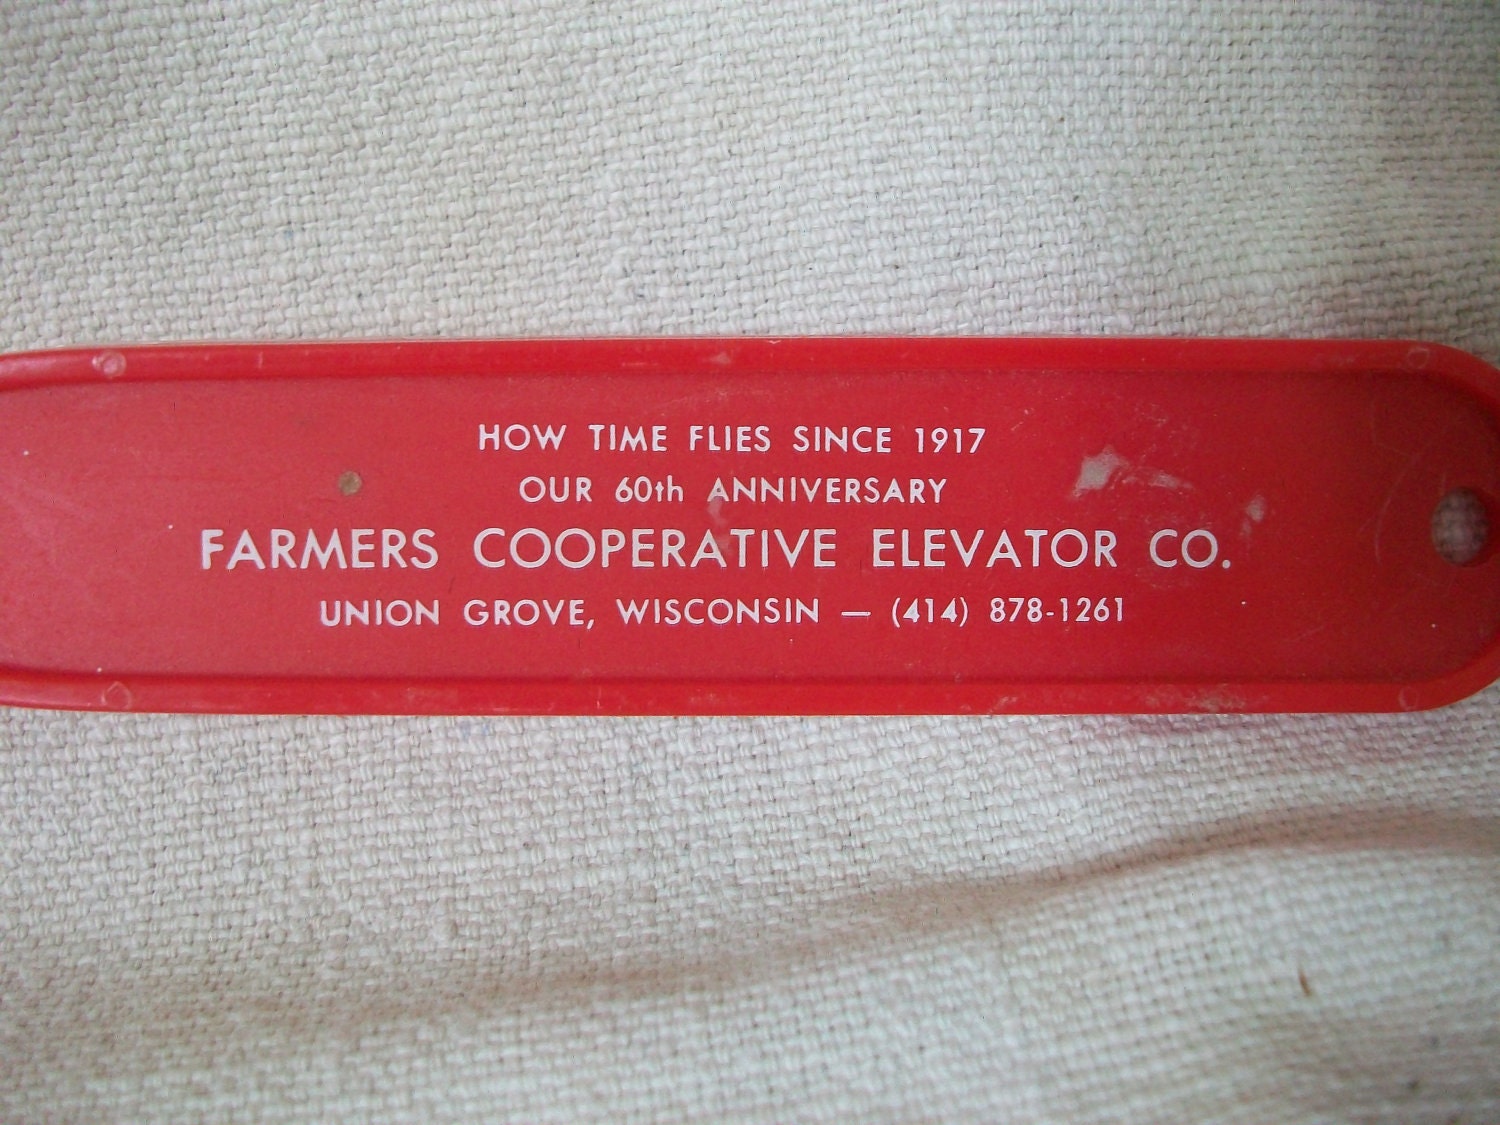 HOW TIME FLIES SINCE 1917
OUR 60th ANNIVERSARY
FARMERS COOPERATIVE ELEVATOR CO.
UNION GROVE, WISCONSIN — (414) 878-1261